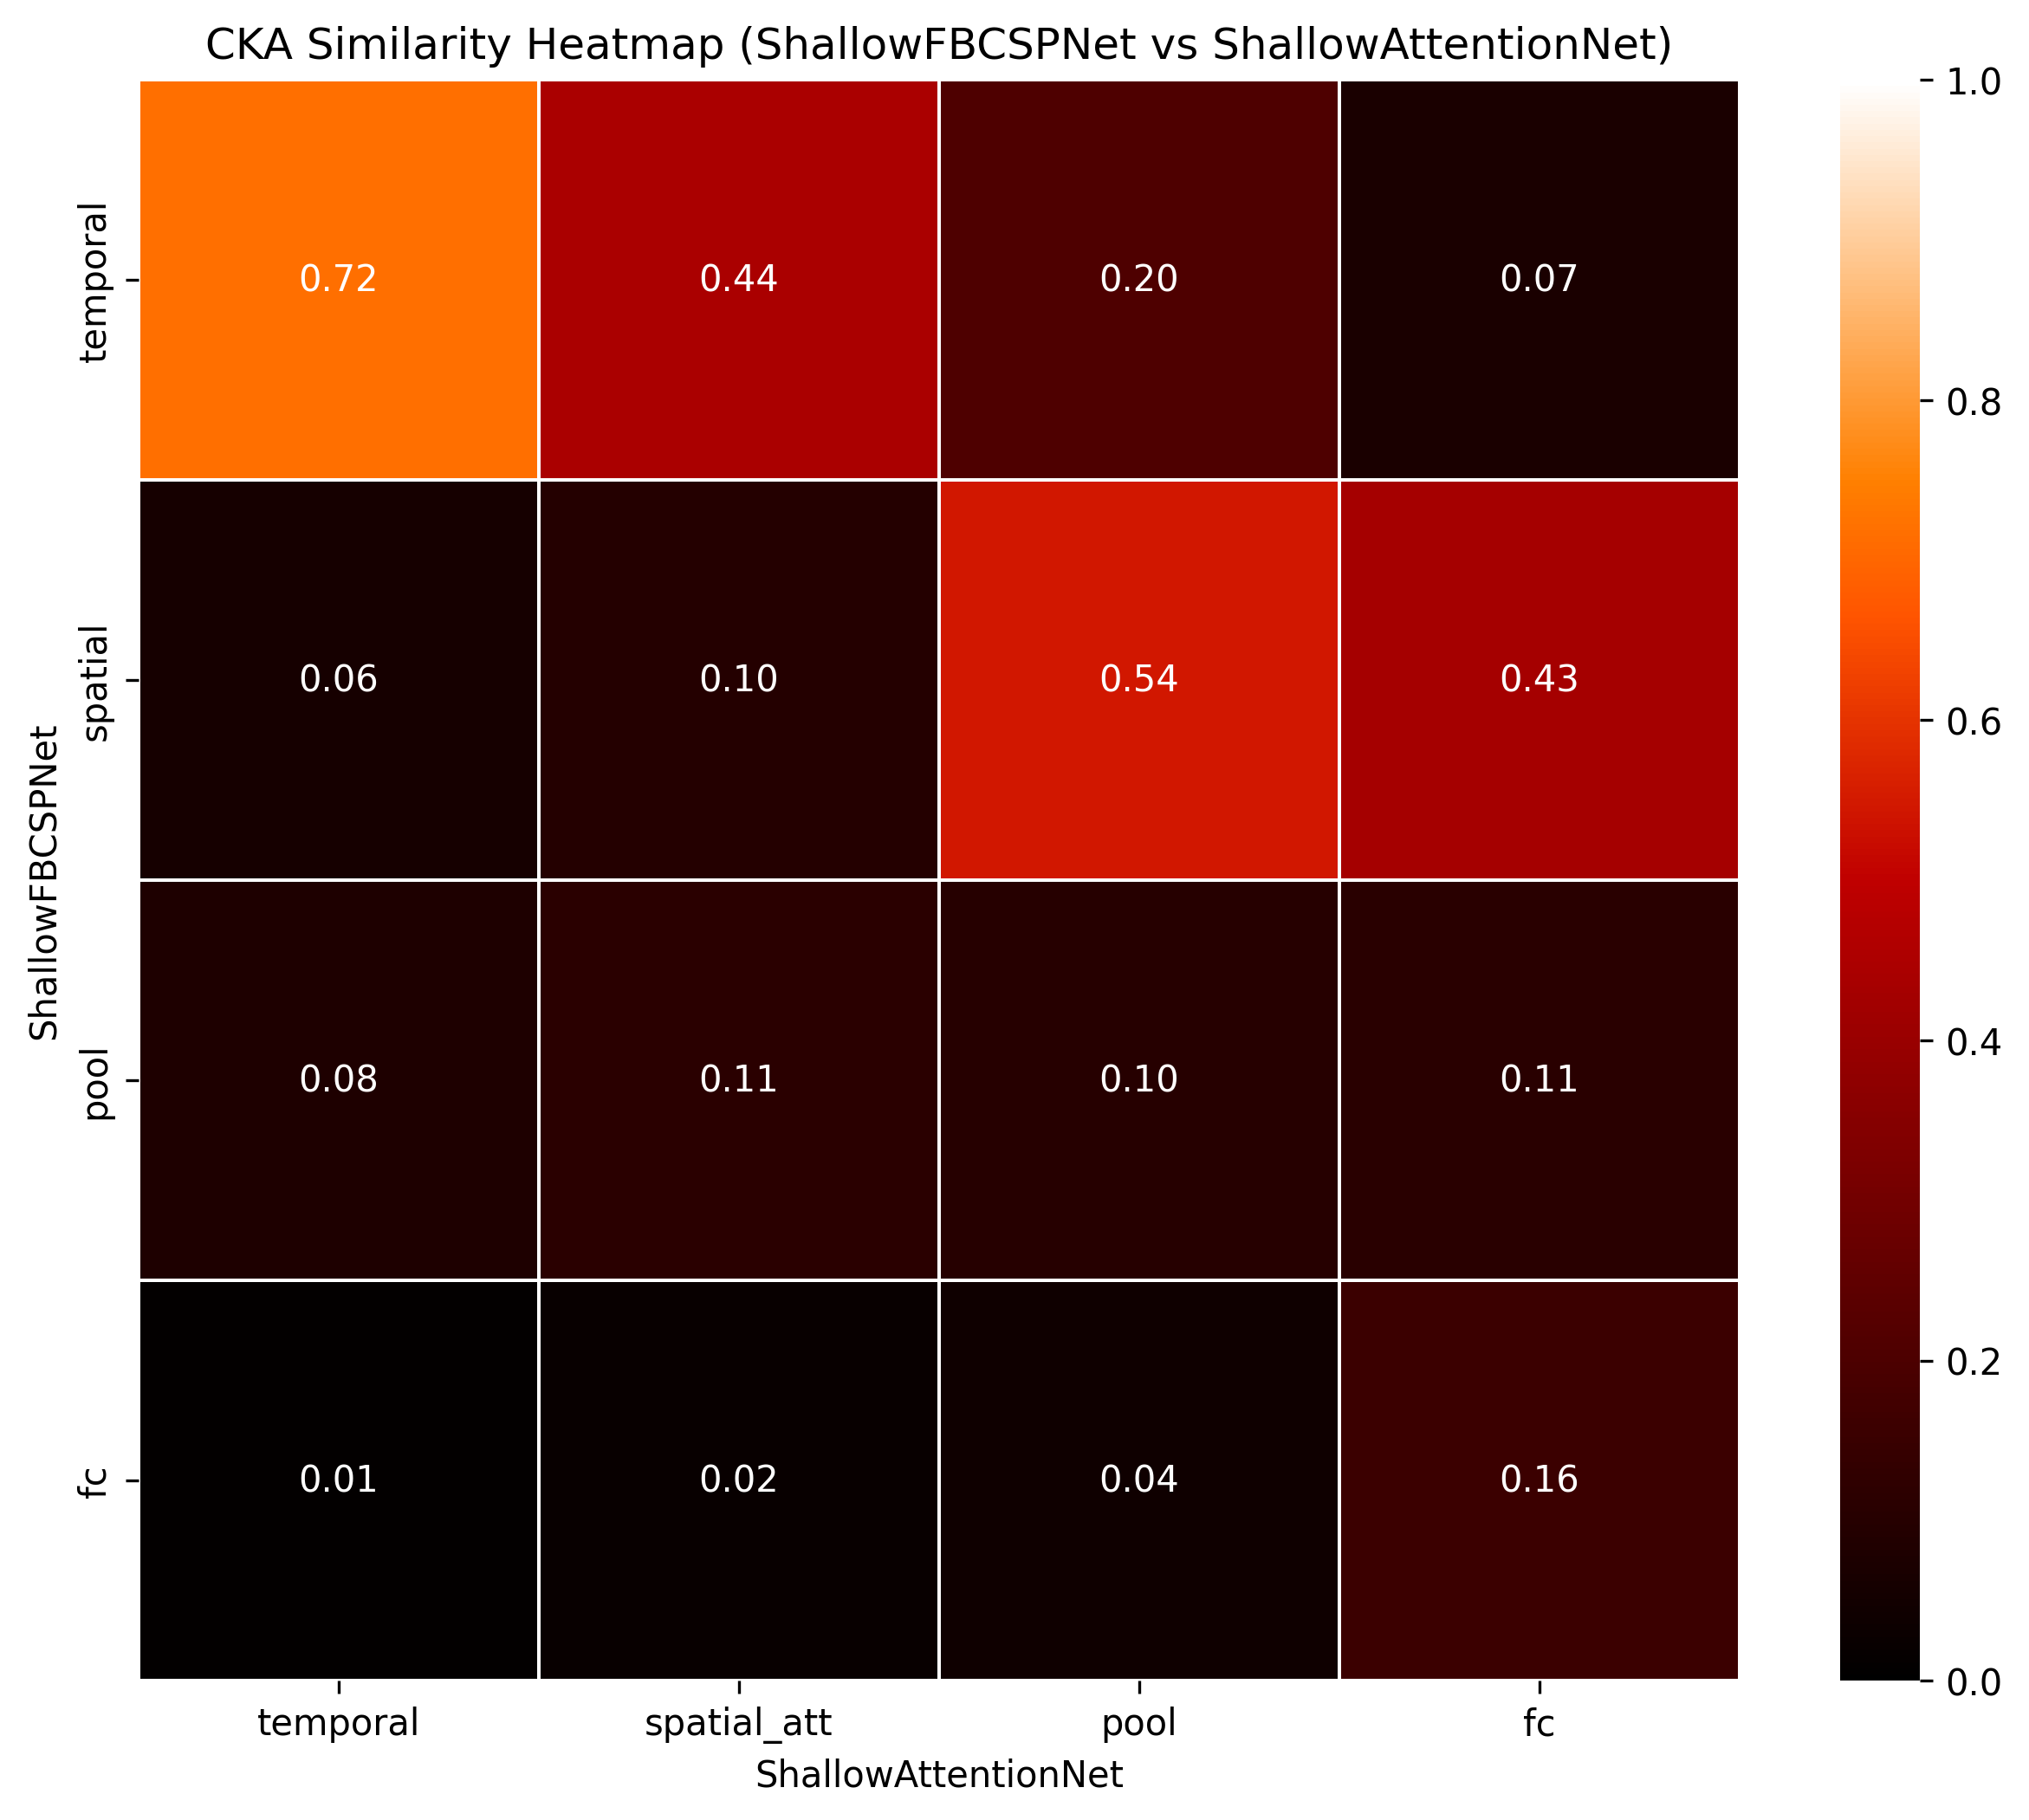 CKA Similarity Heatmap (ShallowFBCSPNet vs ShallowAttentionNet)
ShallowFBCSPNet
temporal
0.72 0.44 0.20 0.07
spatial
0.06 0.10 0.54 0.43
pool
0.08 0.11 0.10 0.11
fc
0.01 0.02 0.04 0.16
temporal spatial_att pool fc
ShallowAttentionNet
1.0
0.8
0.6
0.4
0.2
0.0